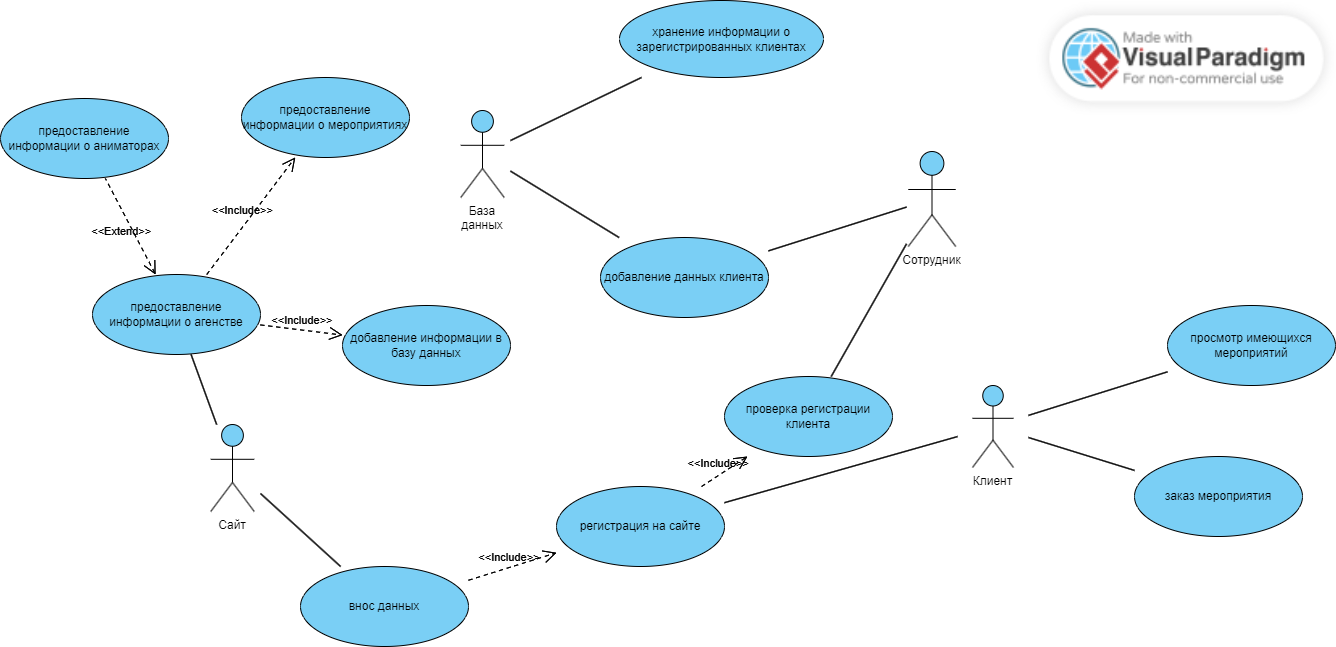 хранение информации о
зарегистрированных клиентах
Made with
Visual Paradigm
For non-commercial use
предоставление
информации о аниматорах
предоставление
информации о мероприятиях
<<Include>>
<<Extend>>
База
данных
Сотрудник
добавление данных клиента
предоставление
информации о агенстве
<<Include>>
добавление информации в
базу данных
просмотр имеющихся
мероприятий
проверка регистрации
клиента
<<Include>>
Клиент
заказ мероприятия
Сайт
регистрация на сайте
<<Include>>
внос данных